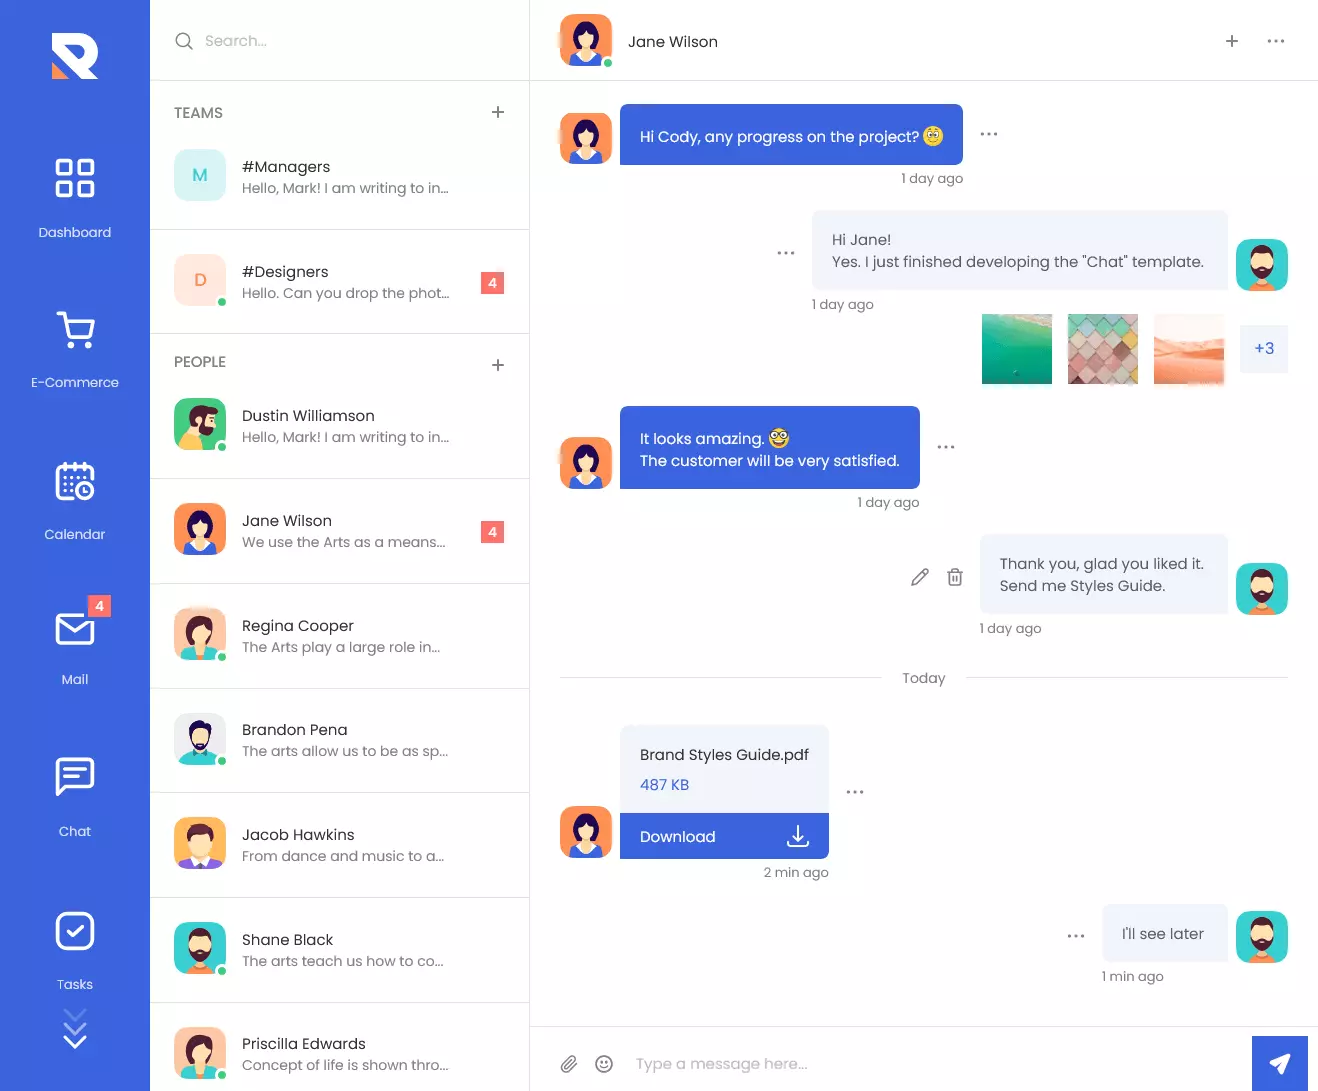 Dashboard
E-Commerce
Calendar
4
Mail
Chat
Tasks
Search...
TEAMS
M
#Managers
Hello, Mark! I am writing to in...
D
#Designers
Hello. Can you drop the phot...
4
PEOPLE
Dustin Williamson
Hello, Mark! I am writing to in...
Jane Wilson
We use the Arts as a means...
4
Regina Cooper
The Arts play a large role in...
Brandon Pena
The arts allow us to be as sp...
Jacob Hawkins
From dance and music to a...
Shane Black
The arts teach us how to co...
Priscilla Edwards
Concept of life is shown thro...
Jane Wilson
Hi Cody, any progress on the project?
1 day ago
Hi Jane!
Yes. I just finished developing the "Chat" template.
1 day ago
+3
It looks amazing.
The customer will be very satisfied.
1 day ago
Thank you, glad you liked it.
Send me Styles Guide.
1 day ago
Today
Brand Styles Guide.pdf
487 KB
Download
2 min ago
I'll see later
1 min ago
Type a message here...